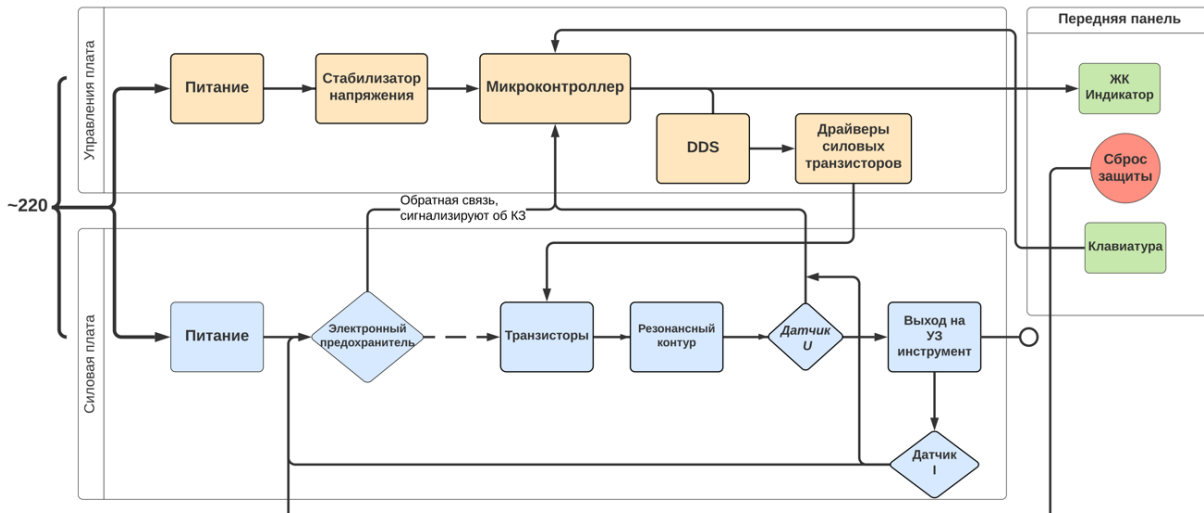 Передняя панель
Управления плата
Питание
Стабилизатор
напряжения
Микроконтроллер
DDS
Драйверы
силовых
транзисторов
ЖК
Индикатор
Сброс
защиты
Клавиатура
~220
Обратная связь,
сигнализируют об КЗ
Силовая плата
Питание
Электронный
предохранитель
Транзисторы
Резонансный
контур
Датчик
U
Выход на
УЗ
инструмент
Датчик
I